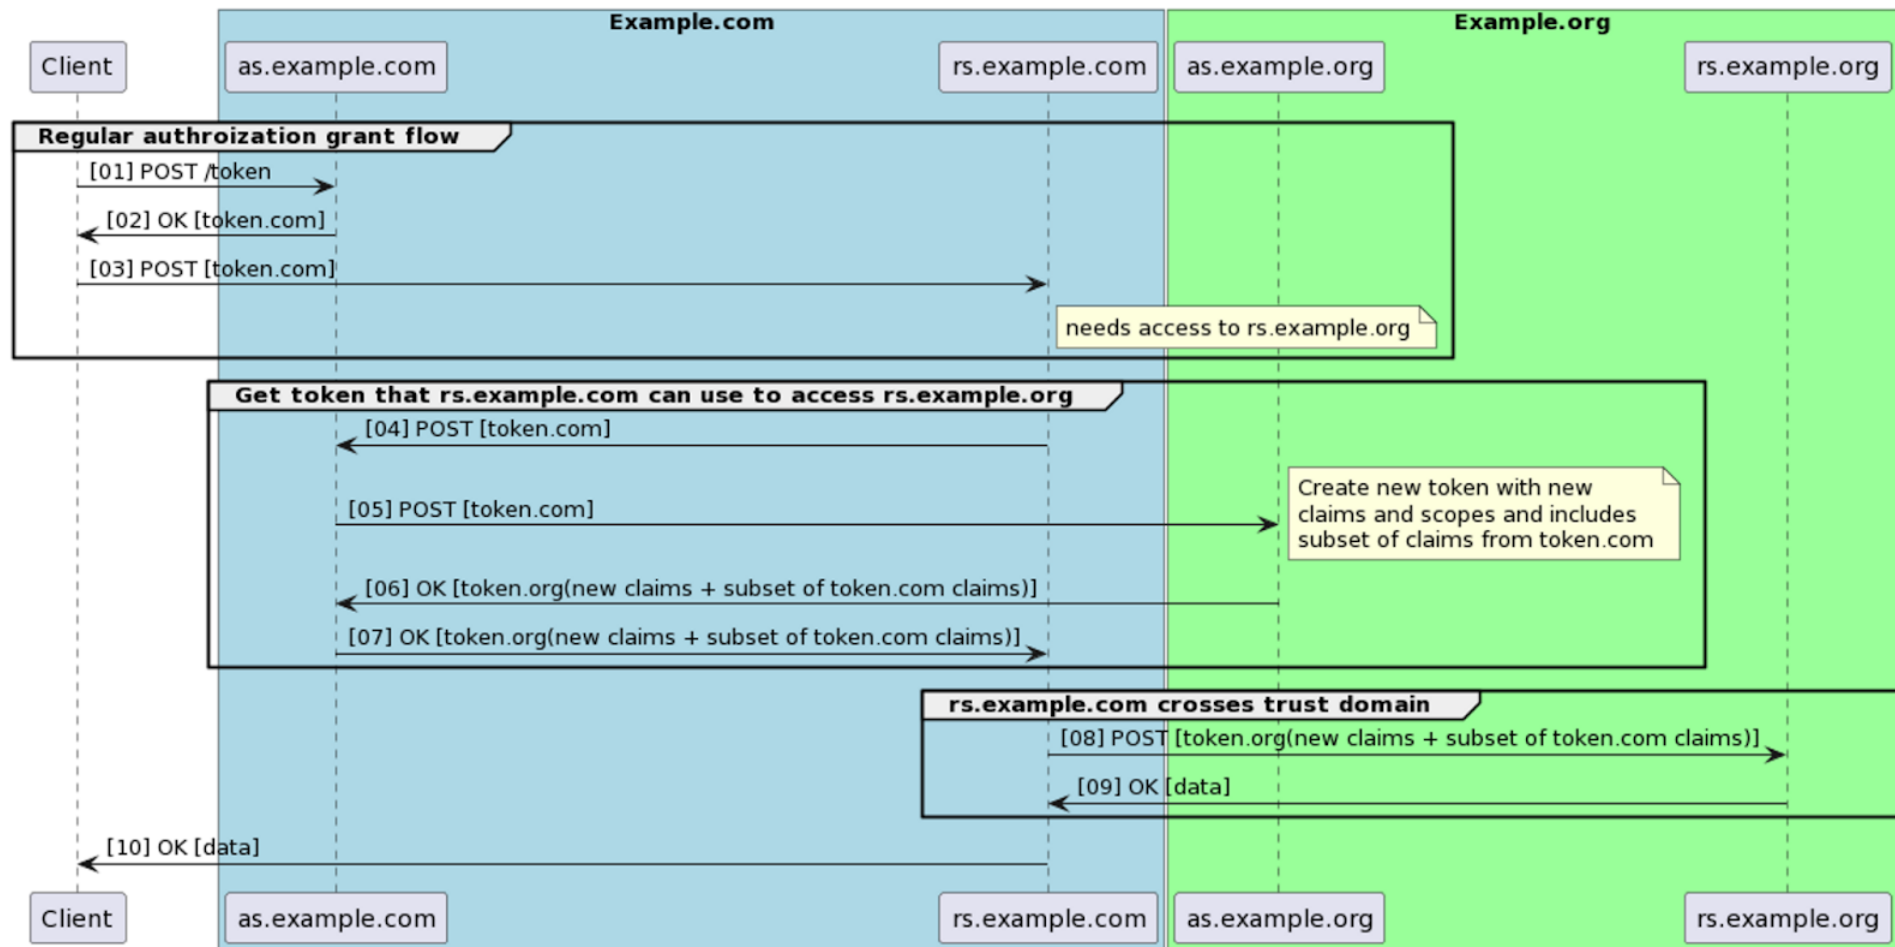 Example.com
Example.org
Client
as.example.com
rs.example.com
as.example.org
rs.example.org
Regular authroization grant flow
[01] POST /token
[02] OK [token.com]
[03] POST [token.com]
needs access to rs.example.org
Get token that rs.example.com can use to access rs.example.org
[04] POST [token.com]
Create new token with new
claims and scopes and includes
subset of claims from token.com
[05] POST [token.com]
[06] OK [token.org(new claims + subset of token.com claims)]
[07] OK [token.org(new claims + subset of token.com claims)]
rs.example.com crosses trust domain
[08] POST [token.org(new claims + subset of token.com claims)]
[09] OK [data]
[10] OK [data]
Client
as.example.com
rs.example.com
as.example.org
rs.example.org